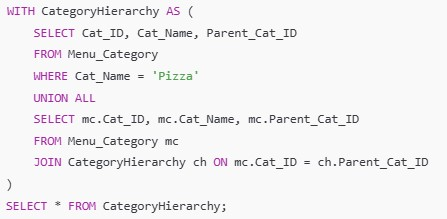 WITH CategoryHierarchy AS (
    SELECT Cat_ID, Cat_Name, Parent_Cat_ID
    FROM Menu_Category
    WHERE Cat_Name = 'Pizza'
    UNION ALL
    SELECT mc.Cat_ID, mc.Cat_Name, mc.Parent_Cat_ID
    FROM Menu_Category mc
    JOIN CategoryHierarchy ch ON mc.Cat_ID = ch.Parent_Cat_ID
)
SELECT * FROM CategoryHierarchy;